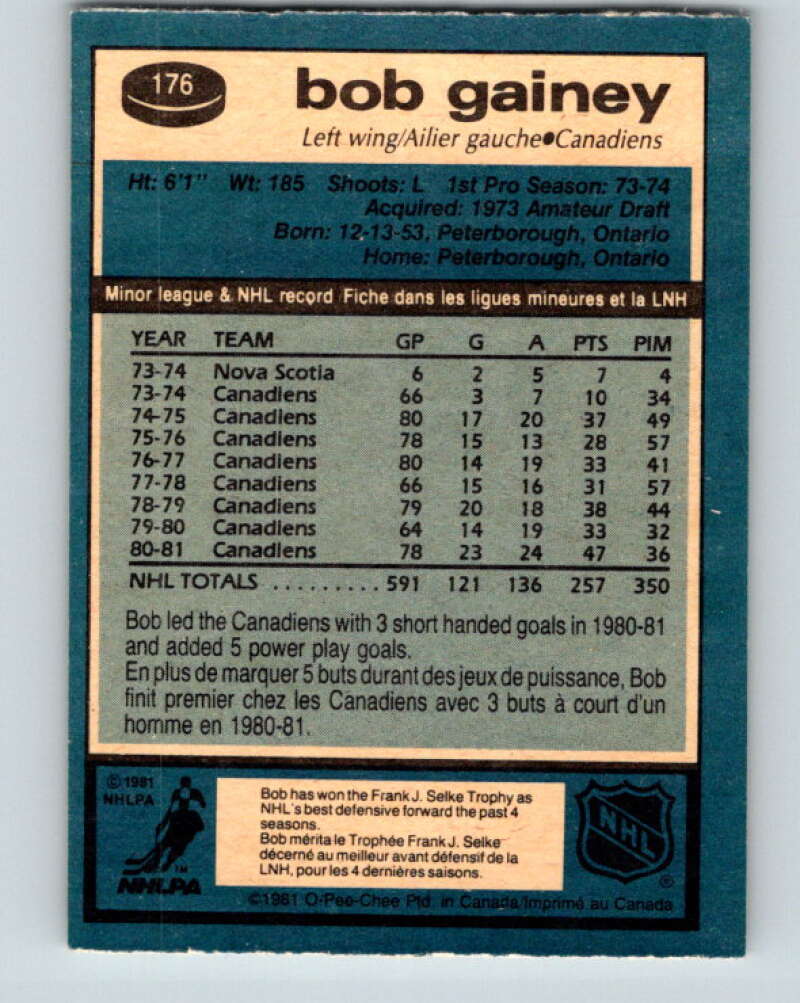 176
bob gainey
Left wing/Ailier gauche●Canadiens
Ht: 6'1" Wt: 185 Shoots: L 1st Pro Season: 73-74
Acquired: 1973 Amateur Draft
Born: 12-13-53, Peterborough, Ontario
Home: Peterborough, Ontario
Minor league & NHL record Fiche dans les ligues mineures et la LNH
YEAR TEAM GP G A PTS PIM
73-74 Nova Scotia 6 2 5 7 4
73-74 Canadiens 66 3 7 10 34
74-75 Canadiens 80 17 20 37 49
75-76 Canadiens 78 15 13 28 57
76-77 Canadiens 80 14 19 33 41
77-78 Canadiens 66 15 16 31 57
78-79 Canadiens 79 20 18 38 44
79-80 Canadiens 64 14 19 33 32
80-81 Canadiens 78 23 24 47 36
NHL TOTALS ......... 591 121 136 257 350
Bob led the Canadiens with 3 short handed goals in 1980-81
and added 5 power play goals.
En plus de marquer 5 buts durant des jeux de puissance, Bob
finit premier chez les Canadiens avec 3 buts à court d'un
homme en 1980-81.
© 1981
NHLPA
TM
NHLPA
Bob has won the Frank J. Selke Trophy as
NHL's best defensive forward the past 4
seasons.
Bob mérita le Trophée Frank J. Selke
décerné au meilleur avant défensif de la
LNH, pour les 4 dernières saisons.
NHL
®
©1981 O-Pee-Chee Ptd. in Canada/Imprimé au Canada